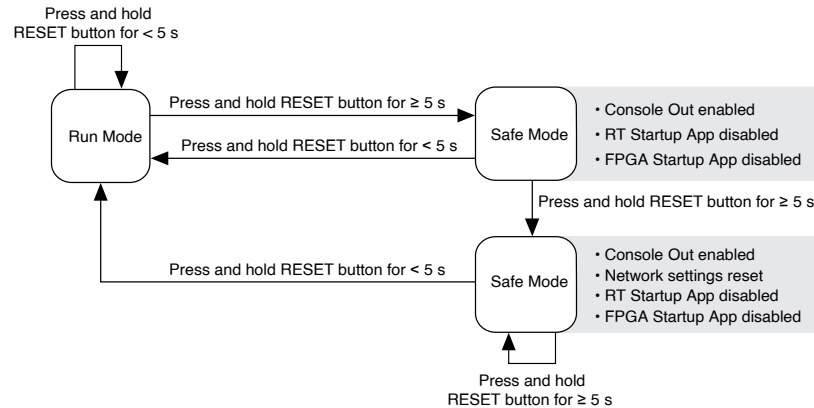 Press and hold
RESET button for < 5 s
Run Mode
Press and hold RESET button for ≥ 5 s
Press and hold RESET button for < 5 s
Safe Mode
• Console Out enabled
• RT Startup App disabled
• FPGA Startup App disabled
Press and hold RESET button for ≥ 5 s
Press and hold RESET button for < 5 s
Safe Mode
• Console Out enabled
• Network settings reset
• RT Startup App disabled
• FPGA Startup App disabled
Press and hold
RESET button for ≥ 5 s